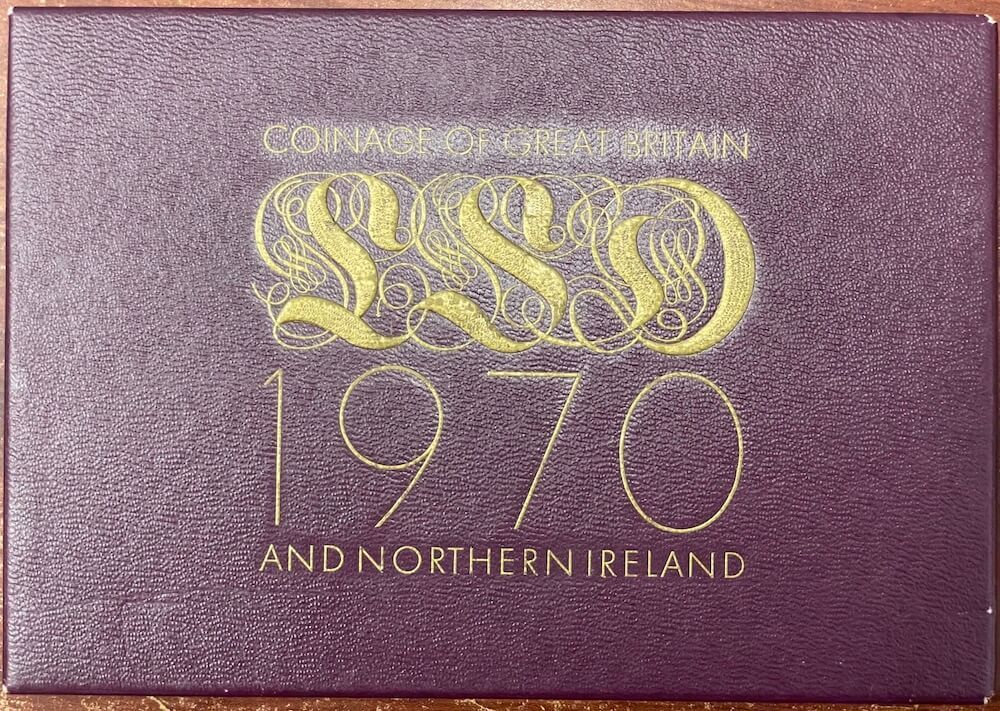 COINAGE OF GREAT BRITAIN
LSD
1970
AND NORTHERN IRELAND